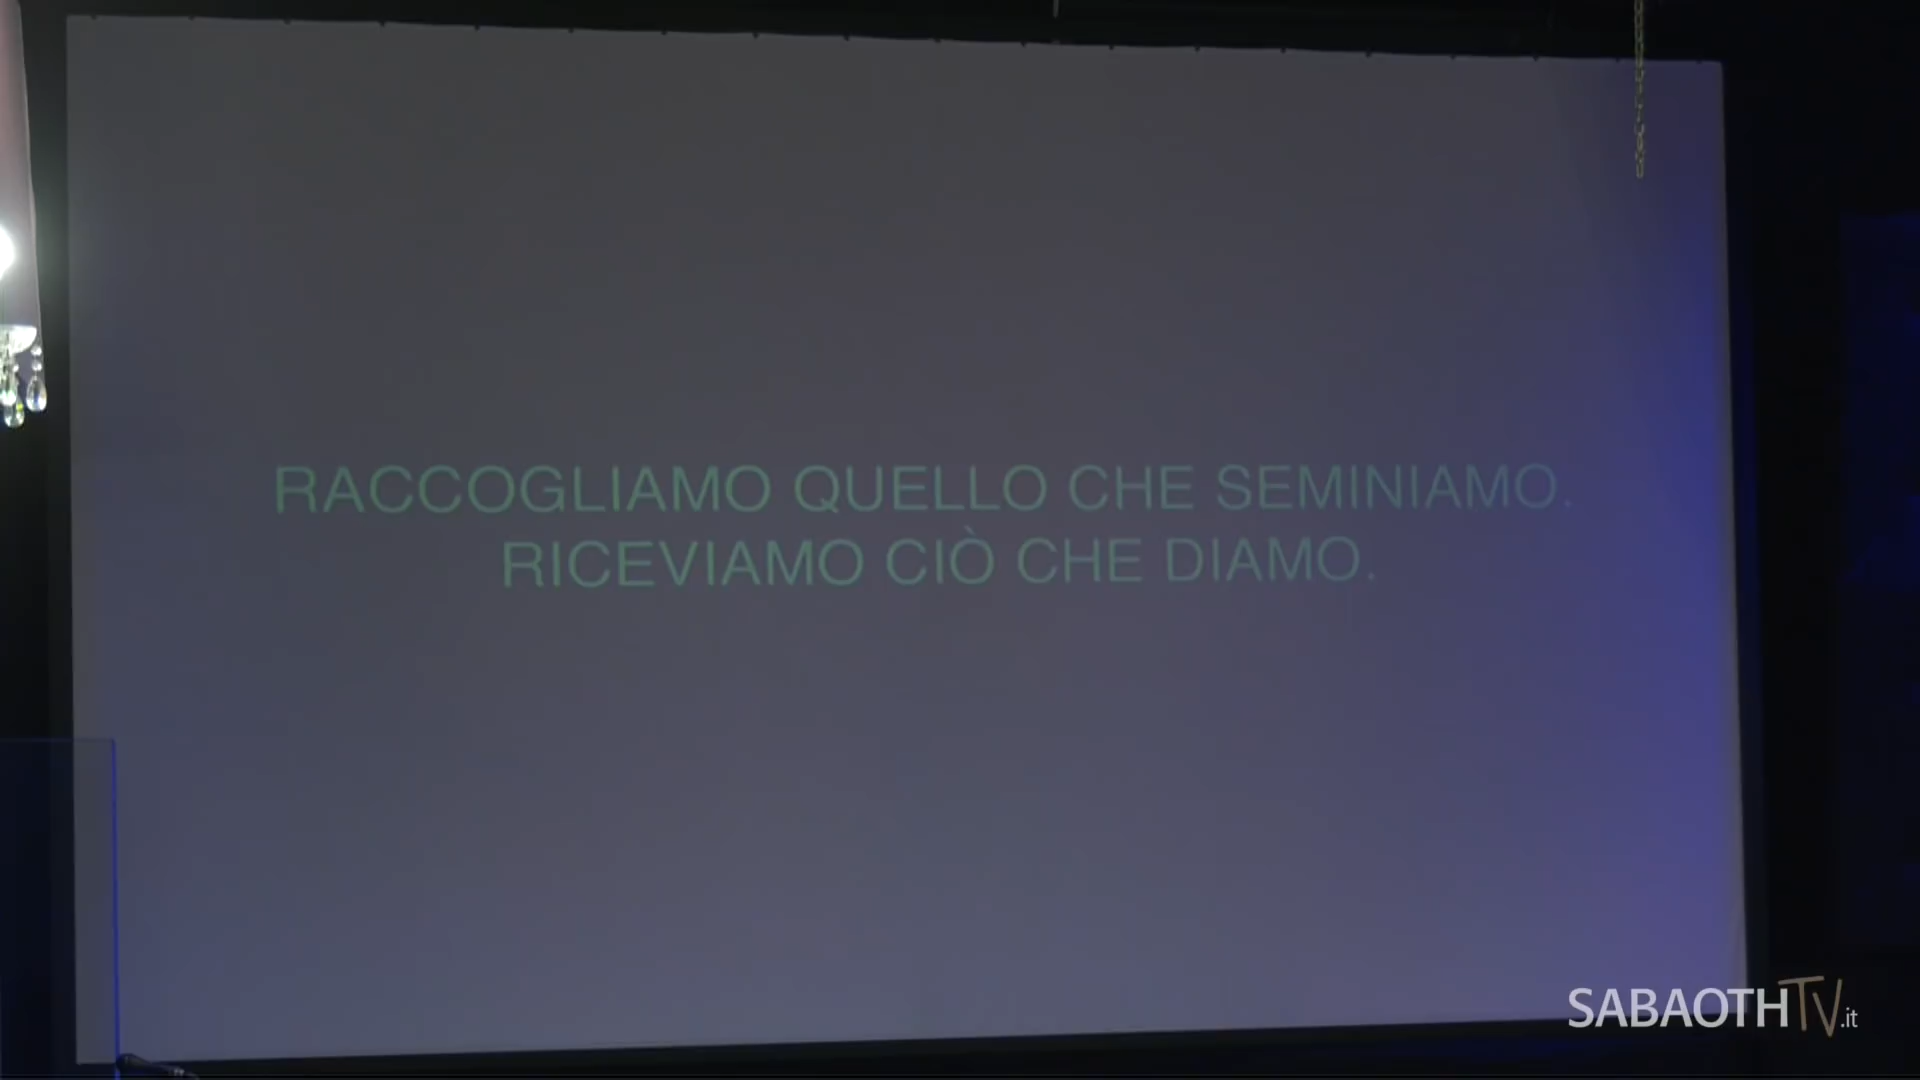 RACCOGLIAMO QUELLO CHE SEMINIAMO.
RICEVIAMO CIÒ CHE DIAMO.
SABAOTHTV.it